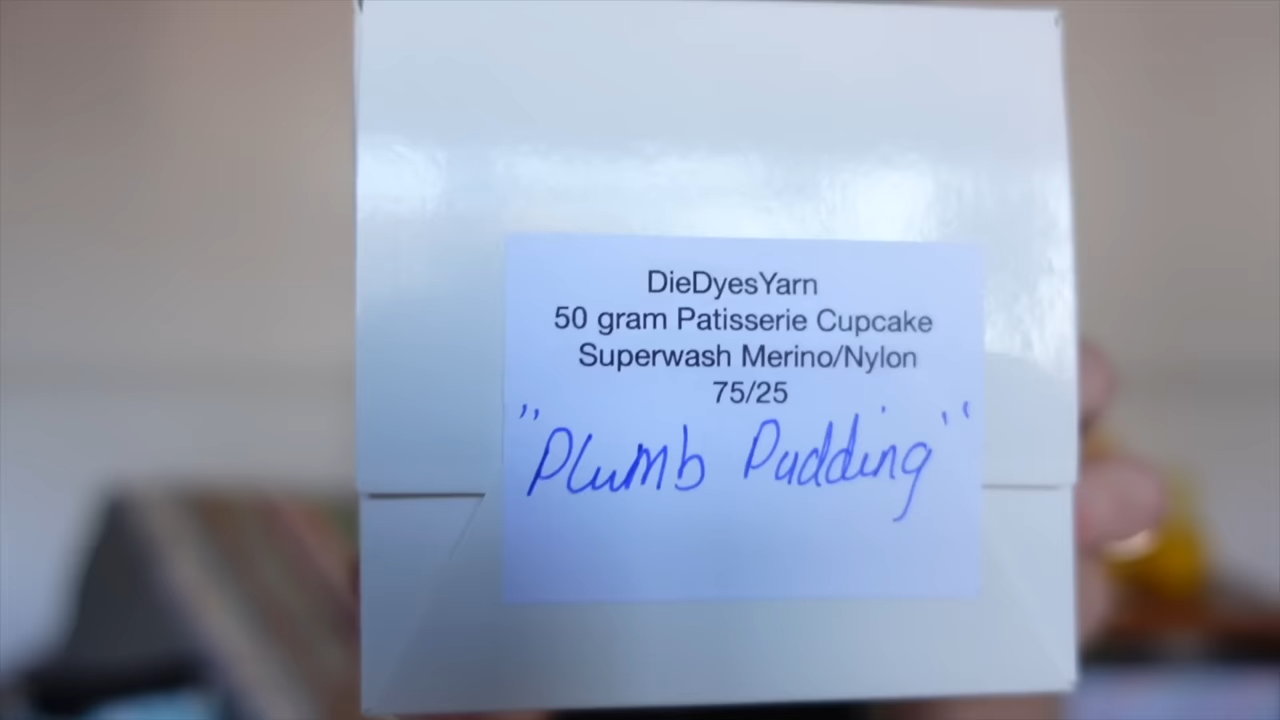 DieDyesYarn
50 gram Patisserie Cupcake
Superwash Merino/Nylon
75/25
"Plumb Pudding"